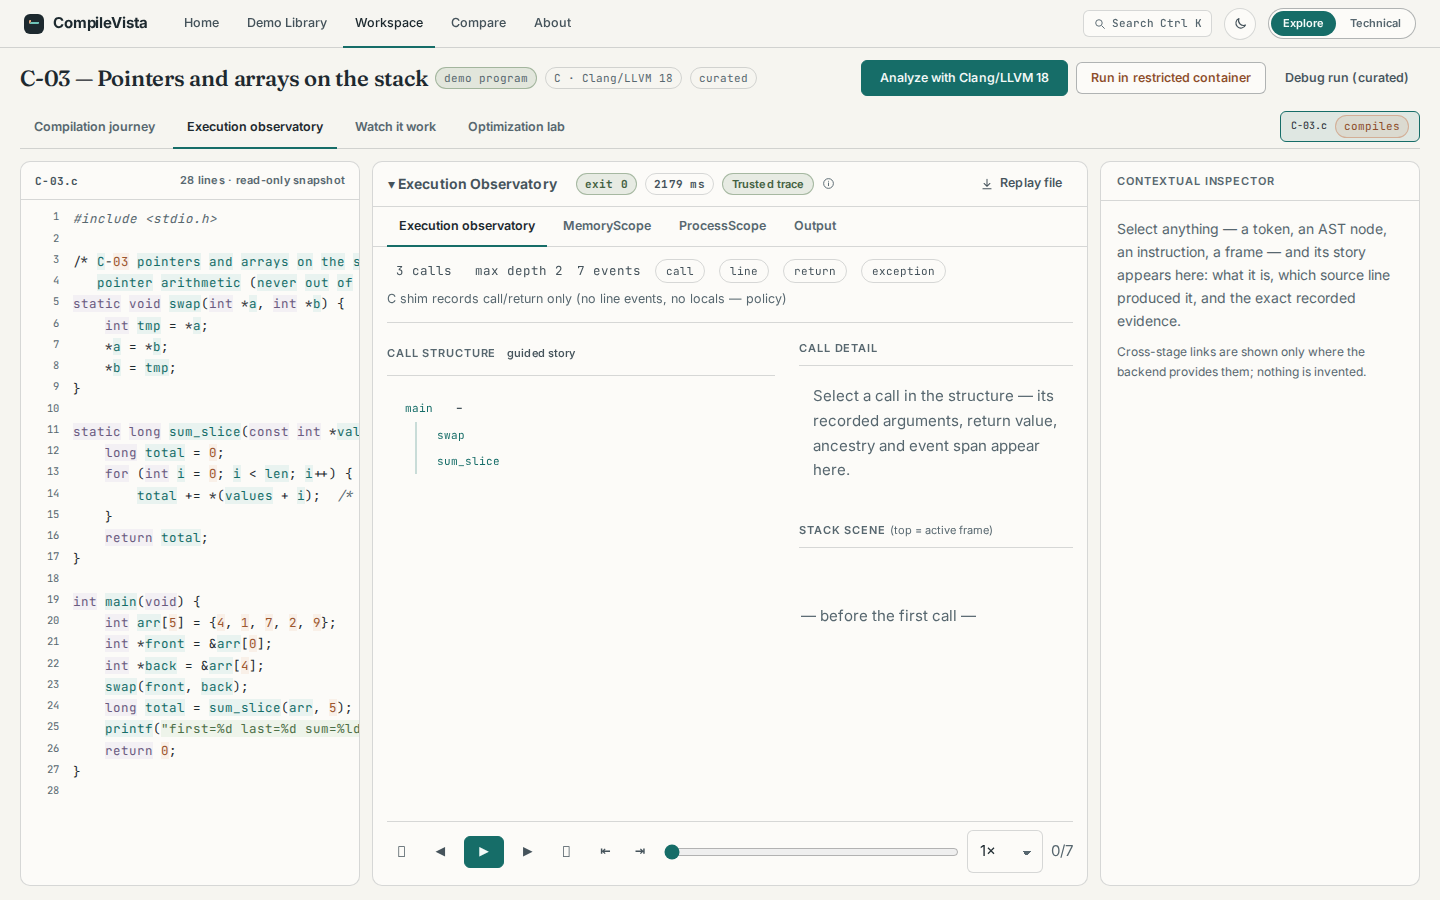 CompileVista
Home
Demo Library
Workspace
Compare
About
Search Ctrl K
Explore
Technical
C-03 — Pointers and arrays on the stack
demo program
C · Clang/LLVM 18
curated
Analyze with Clang/LLVM 18
Run in restricted container
Debug run (curated)
Compilation journey
Execution observatory
Watch it work
Optimization lab
C-03.c
compiles
C-03.c
28 lines · read-only snapshot
1 #include <stdio.h>
2
3 /* C-03 pointers and arrays on the s
4 pointer arithmetic (never out of
5 static void swap(int *a, int *b) {
6 int tmp = *a;
7 *a = *b;
8 *b = tmp;
9 }
10
11 static long sum_slice(const int *val
12 long total = 0;
13 for (int i = 0; i < len; i++) {
14 total += *(values + i); /*
15 }
16 return total;
17 }
18
19 int main(void) {
20 int arr[5] = {4, 1, 7, 2, 9};
21 int *front = &arr[0];
22 int *back = &arr[4];
23 swap(front, back);
24 long total = sum_slice(arr, 5);
25 printf("first=%d last=%d sum=%ld
26 return 0;
27 }
28
▾ Execution Observatory
exit 0
2179 ms
Trusted trace
Replay file
Execution observatory
MemoryScope
ProcessScope
Output
3 calls
max depth 2
7 events
call
line
return
exception
C shim records call/return only (no line events, no locals — policy)
CALL STRUCTURE guided story
main –
swap
sum_slice
CALL DETAIL
Select a call in the structure — its
recorded arguments, return value,
ancestry and event span appear
here.
STACK SCENE (top = active frame)
— before the first call —
1×
0/7
CONTEXTUAL INSPECTOR
Select anything — a token, an AST node,
an instruction, a frame — and its story
appears here: what it is, which source line
produced it, and the exact recorded
evidence.
Cross-stage links are shown only where the
backend provides them; nothing is invented.